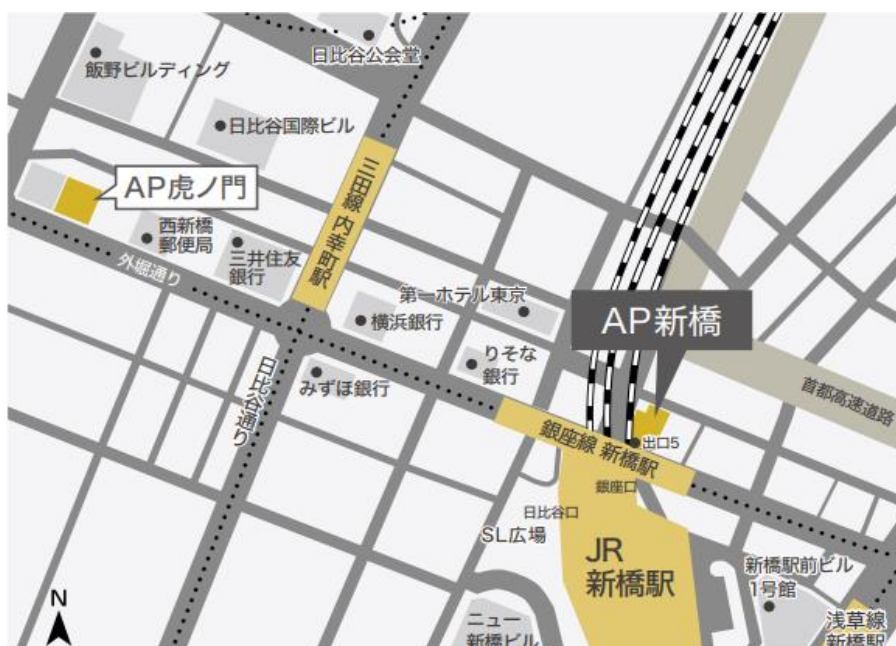 日比谷公会堂
飯野ビルディング
日比谷国際ビル
AP虎ノ門
三田線 内幸町駅
西新橋
郵便局
三井住友
銀行
外堀通り
第一ホテル東京
横浜銀行
AP新橋
りそな
銀行
みずほ銀行
日比谷通り
首都高速道路
銀座線 新橋駅
出口5
銀座口
日比谷口
SL広場
JR
新橋駅
新橋駅前ビル
1号館
N
ニュー
新橋ビル
浅草線
新橋駅